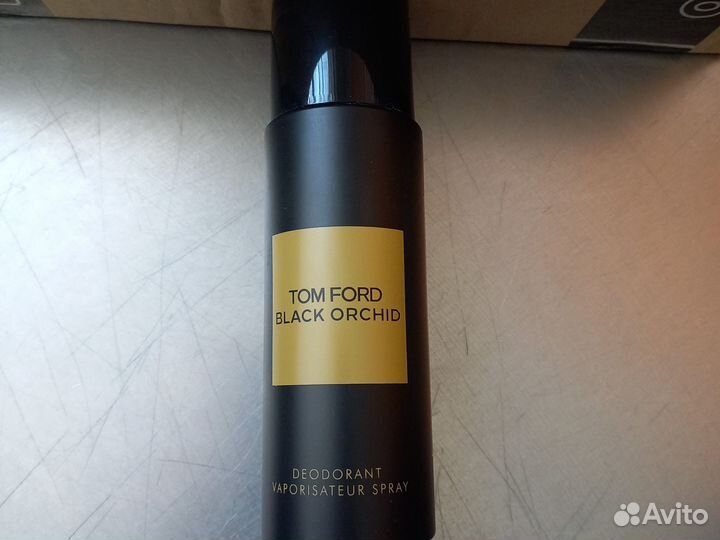 TOM FORD
BLACK ORCHID
DEODORANT
VAPORISATEUR SPRAY
Avito